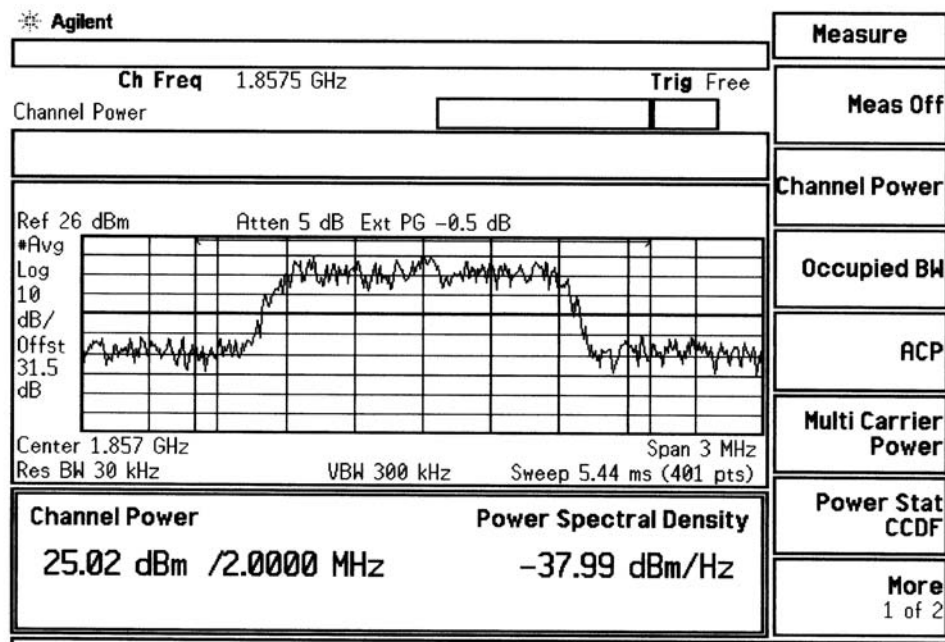 Agilent
Measure
Ch Freq 1.8575 GHz Trig Free
Channel Power
Meas Off
Channel Power
Occupied BW
ACP
Multi Carrier
Power
Power Stat
CCDF
More
1 of 2
Ref 26 dBm Atten 5 dB Ext PG -0.5 dB
#Avg
Log
10
dB/
Offst
31.5
dB
Center 1.857 GHz Span 3 MHz
Res BW 30 kHz VBW 300 kHz Sweep 5.44 ms (401 pts)
Channel Power Power Spectral Density
25.02 dBm /2.0000 MHz -37.99 dBm/Hz